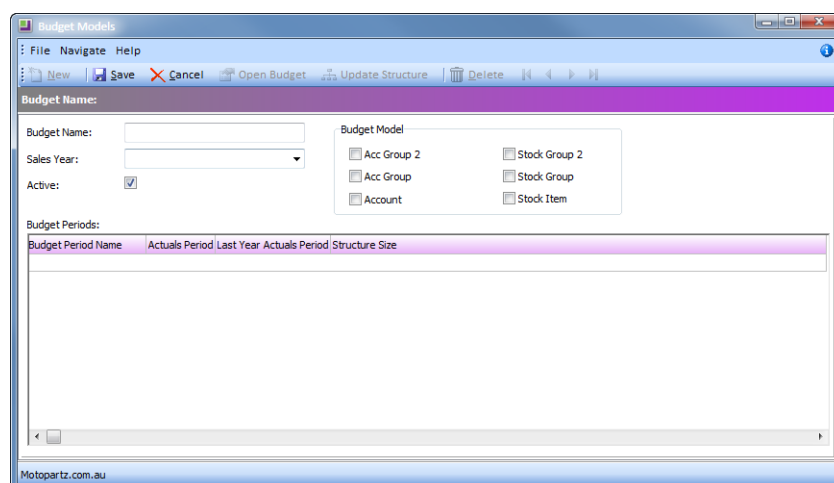 Budget Models
File Navigate Help
New Save Cancel Open Budget Update Structure Delete
Budget Name:
Budget Name:
Sales Year:
Active:
Budget Model
Acc Group 2 Stock Group 2
Acc Group Stock Group
Account Stock Item
Budget Periods:
Budget Period Name Actuals Period Last Year Actuals Period Structure Size
Motopartz.com.au